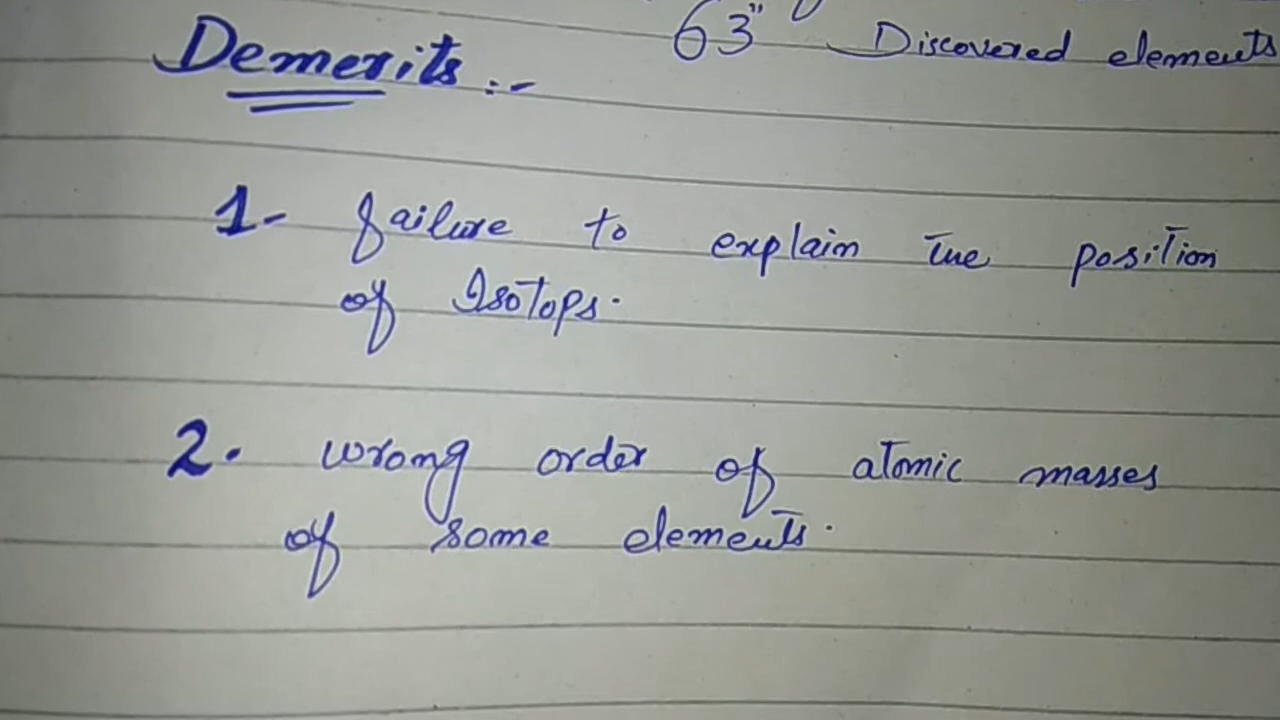 63" Discovered elements
Demerits :-
1- failure to explain the position
of Isotops.
2. wrong order of atomic masses
of some elements.